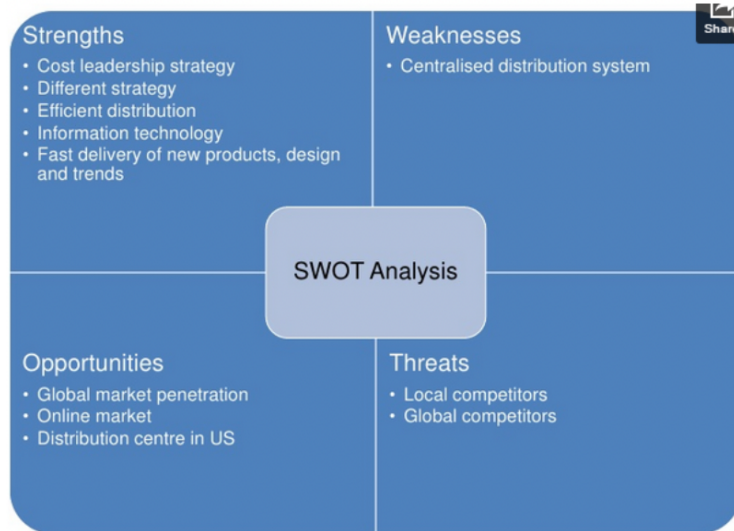 Share
Strengths
• Cost leadership strategy
• Different strategy
• Efficient distribution
• Information technology
• Fast delivery of new products, design
and trends
Weaknesses
• Centralised distribution system
SWOT Analysis
Opportunities
• Global market penetration
• Online market
• Distribution centre in US
Threats
• Local competitors
• Global competitors